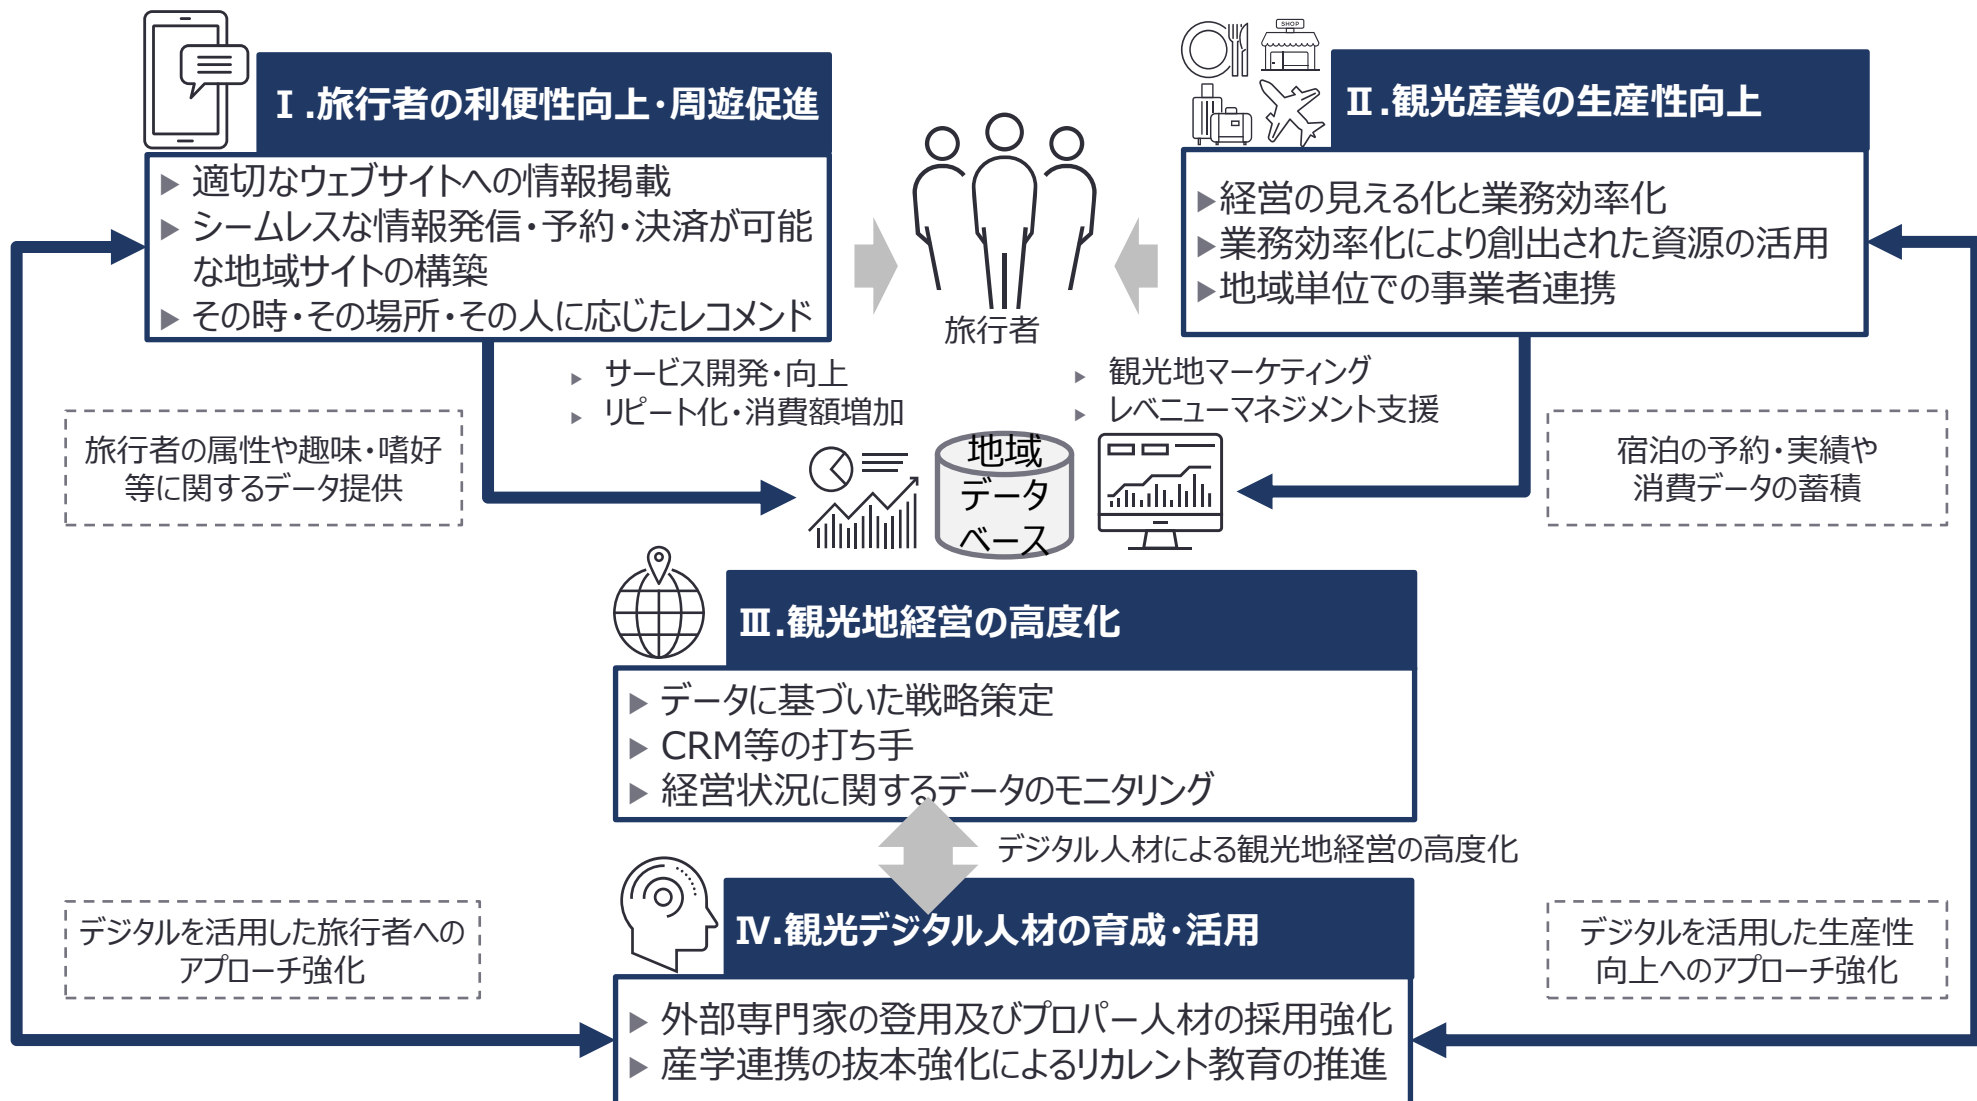 Ⅰ.旅行者の利便性向上・周遊促進
適切なウェブサイトへの情報掲載
シームレスな情報発信・予約・決済が可能
な地域サイトの構築
その時・その場所・その人に応じたレコメンド
SHOP
Ⅱ.観光産業の生産性向上
経営の見える化と業務効率化
業務効率化により創出された資源の活用
地域単位での事業者連携
旅行者
サービス開発・向上
リピート化・消費額増加
観光地マーケティング
レベニューマネジメント支援
旅行者の属性や趣味・嗜好
等に関するデータ提供
地域
データ
ベース
宿泊の予約・実績や
消費データの蓄積
Ⅲ.観光地経営の高度化
データに基づいた戦略策定
CRM等の打ち手
経営状況に関するデータのモニタリング
デジタル人材による観光地経営の高度化
デジタルを活用した旅行者への
アプローチ強化
Ⅳ.観光デジタル人材の育成・活用
外部専門家の登用及びプロパー人材の採用強化
産学連携の抜本強化によるリカレント教育の推進
デジタルを活用した生産性
向上へのアプローチ強化